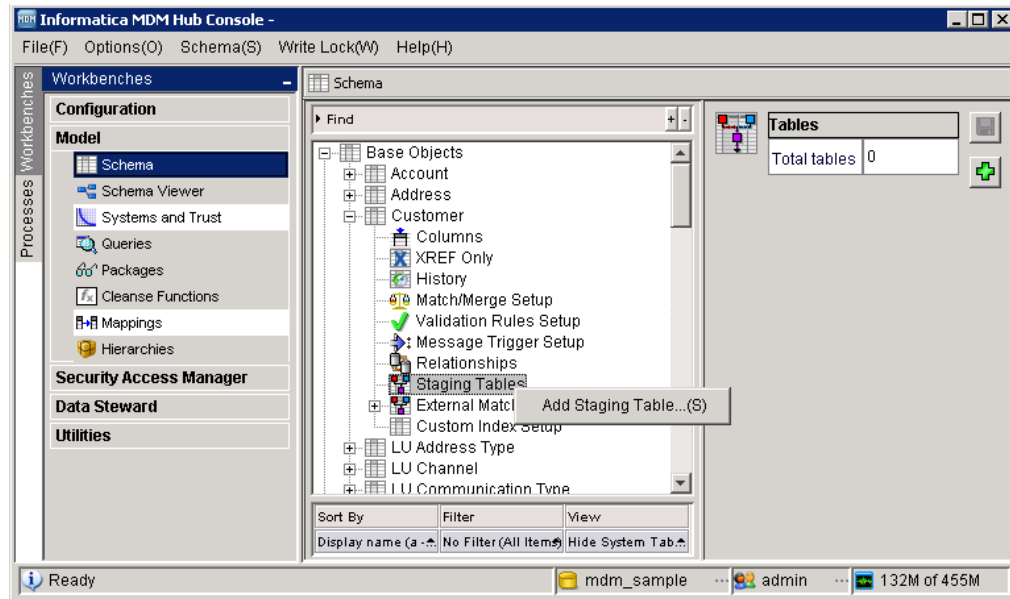 MDM Informatica MDM Hub Console -
File(F) Options(O) Schema(S) Write Lock(W) Help(H)
Processes Workbenches
Workbenches
Configuration
Model
Schema
Schema Viewer
Systems and Trust
Queries
Packages
fx Cleanse Functions
Mappings
Hierarchies
Security Access Manager
Data Steward
Utilities
Schema
Find + -
Base Objects
Account
Address
Customer
Columns
XREF Only
History
Match/Merge Setup
Validation Rules Setup
Message Trigger Setup
Relationships
Staging Tables
Add Staging Table...(S)
External Matc
Custom Index Setup
LU Address Type
LU Channel
LU Communication Type
Sort By Filter View
Display name (a - No Filter (All Items) Hide System Tab
Tables
Total tables 0
Ready mdm_sample ... admin ... 132M of 455M